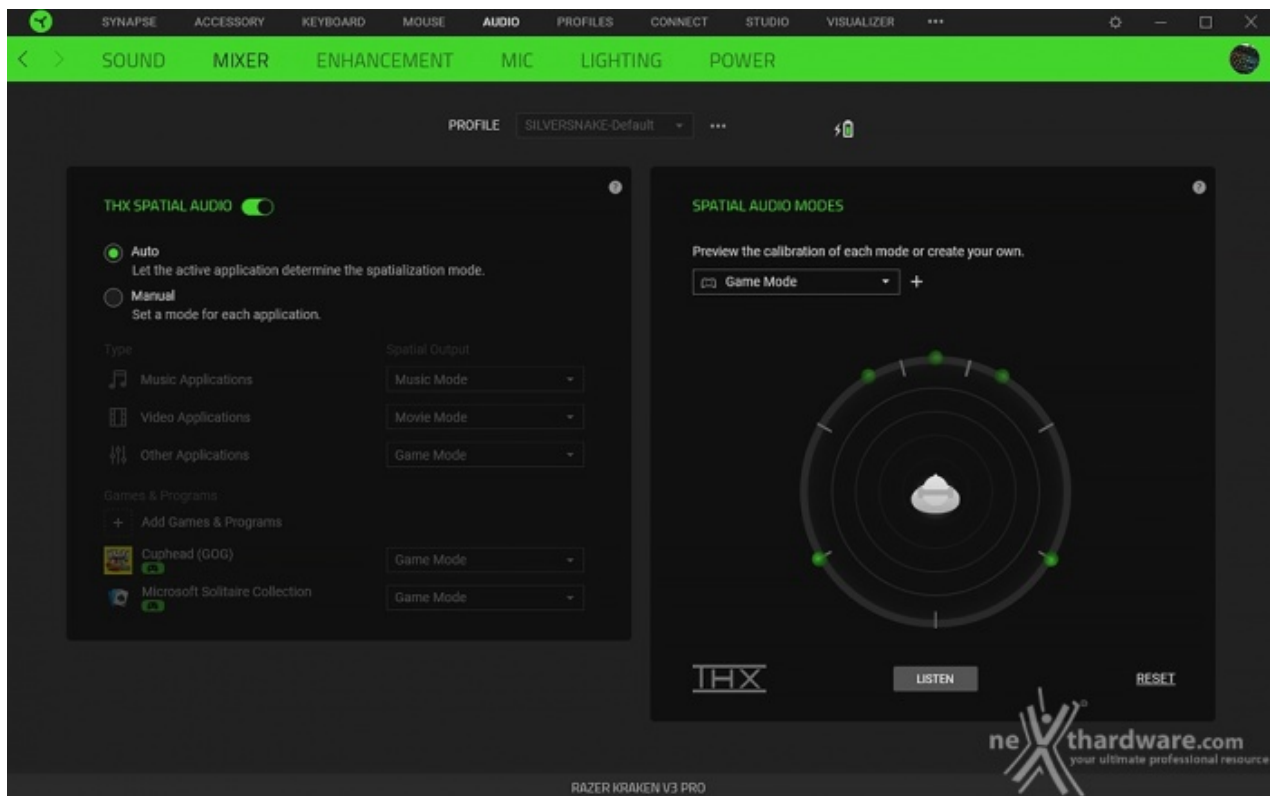 SYNAPSE ACCESSORY KEYBOARD MOUSE AUDIO PROFILES CONNECT STUDIO VISUALIZER •••
SOUND MIXER ENHANCEMENT MIC LIGHTING POWER
PROFILE SILVERSNAKE-Default •••
THX SPATIAL AUDIO
?
Auto
Let the active application determine the spatialization mode.
Manual
Set a mode for each application.
Type Spatial Output
Music Applications Music Mode
Video Applications Movie Mode
Other Applications Game Mode
Games & Programs
+ Add Games & Programs
Cuphead (GOG) Game Mode
Microsoft Solitaire Collection Game Mode
SPATIAL AUDIO MODES
?
Preview the calibration of each mode or create your own.
Game Mode +
THX LISTEN RESET
nexthardware.com
your ultimate professional resource
RAZER KRAKEN V3 PRO